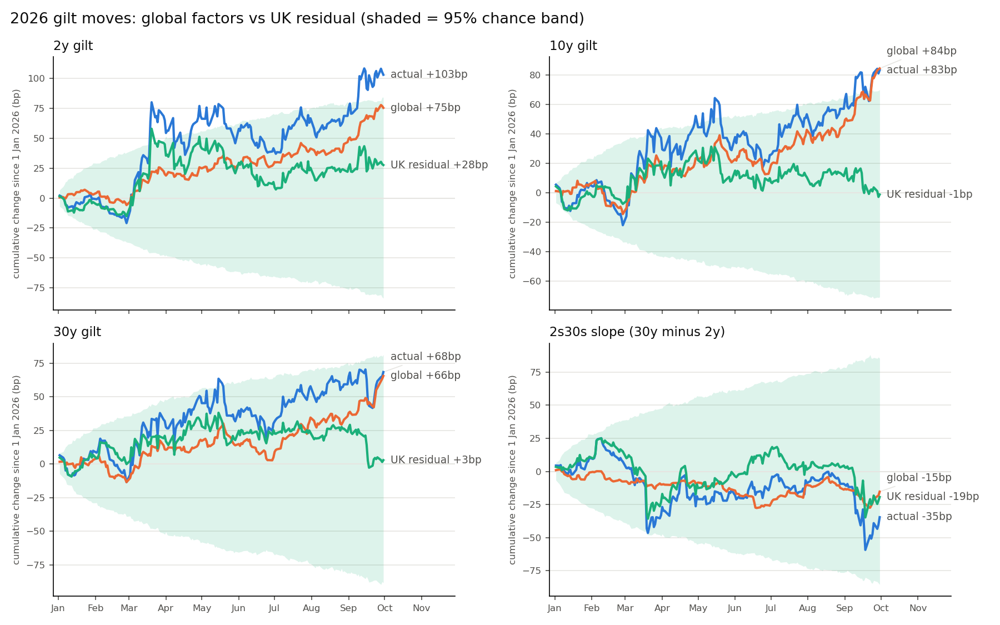 2026 gilt moves: global factors vs UK residual (shaded = 95% chance band)
2y gilt
cumulative change since 1 Jan 2026 (bp)
100
75
50
25
0
−25
−50
−75
actual +103bp
global +75bp
UK residual +28bp
10y gilt
cumulative change since 1 Jan 2026 (bp)
80
60
40
20
0
−20
−40
−60
global +84bp
actual +83bp
UK residual -1bp
30y gilt
cumulative change since 1 Jan 2026 (bp)
75
50
25
0
−25
−50
−75
actual +68bp
global +66bp
UK residual +3bp
Jan Feb Mar Apr May Jun Jul Aug Sep Oct Nov
2s30s slope (30y minus 2y)
cumulative change since 1 Jan 2026 (bp)
75
50
25
0
−25
−50
−75
global -15bp
UK residual -19bp
actual -35bp
Jan Feb Mar Apr May Jun Jul Aug Sep Oct Nov